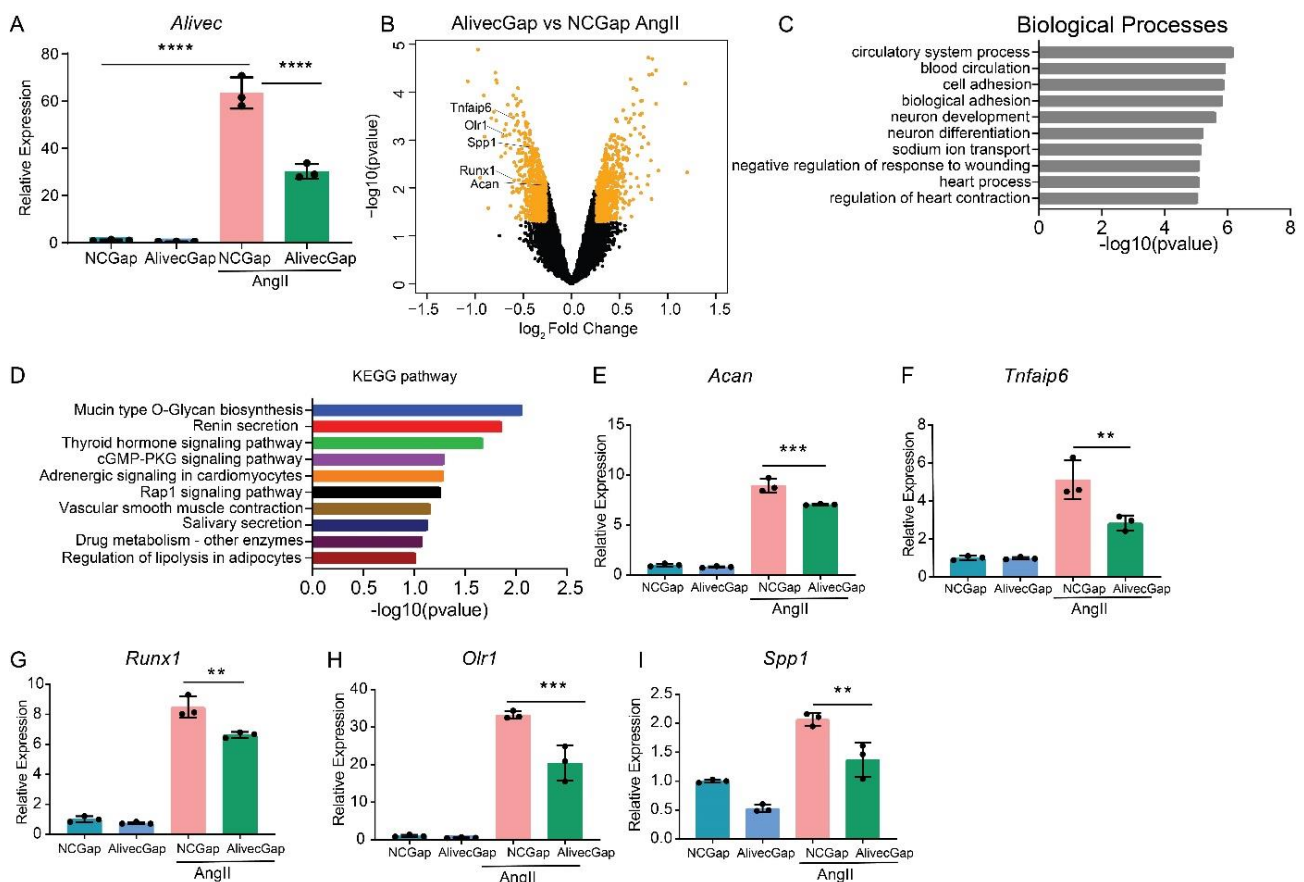 A
Alivec
Relative Expression
80
60
40
20
0
****
****
NCGap AlivecGap NCGap AlivecGap
AngII
B
AlivecGap vs NCGap AngII
−log10(pvalue)
5
4
3
2
1
0
Tnfaip6
Olr1
Spp1
Runx1
Acan
−1.5 −1.0 −0.5 0.0 0.5 1.0 1.5
log2 Fold Change
C
Biological Processes
circulatory system process
blood circulation
cell adhesion
biological adhesion
neuron development
neuron differentiation
sodium ion transport
negative regulation of response to wounding
heart process
regulation of heart contraction
0 2 4 6 8
-log10(pvalue)
D
KEGG pathway
Mucin type O-Glycan biosynthesis
Renin secretion
Thyroid hormone signaling pathway
cGMP-PKG signaling pathway
Adrenergic signaling in cardiomyocytes
Rap1 signaling pathway
Vascular smooth muscle contraction
Salivary secretion
Drug metabolism - other enzymes
Regulation of lipolysis in adipocytes
0.0 0.5 1.0 1.5 2.0 2.5
-log10(pvalue)
E
Acan
Relative Expression
15
10
5
0
***
NCGap AlivecGap NCGap AlivecGap
AngII
F
Tnfaip6
Relative Expression
8
6
4
2
0
**
NCGap AlivecGap NCGap AlivecGap
AngII
G
Runx1
Relative Expression
10
8
6
4
2
0
**
NCGap AlivecGap NCGap AlivecGap
AngII
H
Olr1
Relative Expression
40
30
20
10
0
***
NCGap AlivecGap NCGap AlivecGap
AngII
I
Spp1
Relative Expression
2.5
2.0
1.5
1.0
0.5
0.0
**
NCGap AlivecGap NCGap AlivecGap
AngII